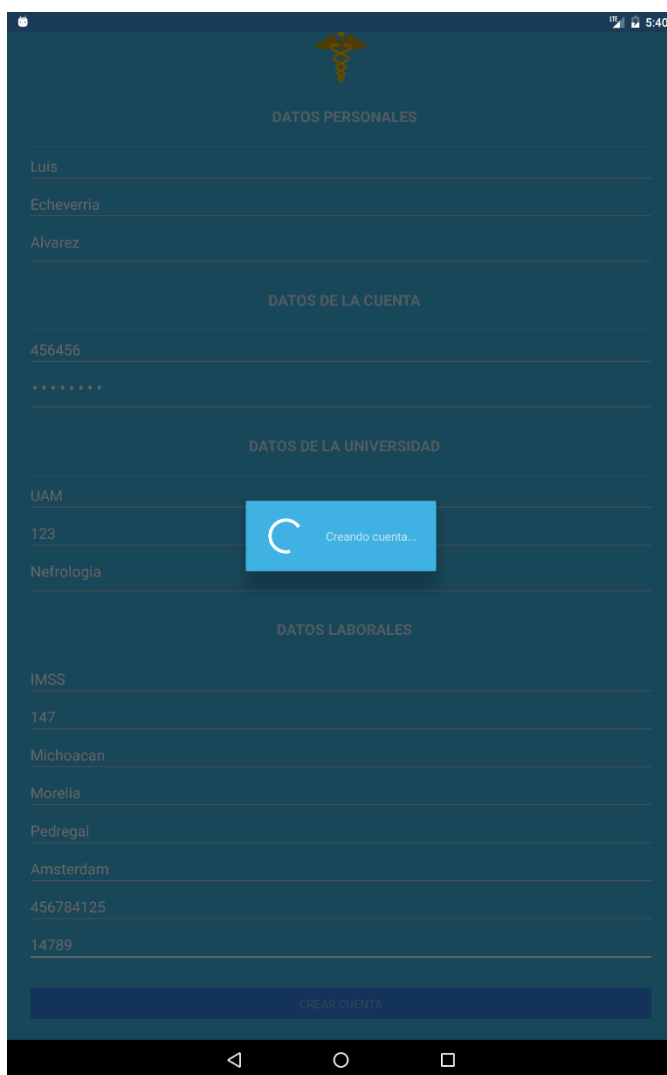 LTE 5:40
DATOS PERSONALES
Luis
Echeverria
Alvarez
DATOS DE LA CUENTA
456456
••••••••
DATOS DE LA UNIVERSIDAD
UAM
123
Creando cuenta...
Nefrologia
DATOS LABORALES
IMSS
147
Michoacan
Morelia
Pedregal
Amsterdam
456784125
14789
CREAR CUENTA